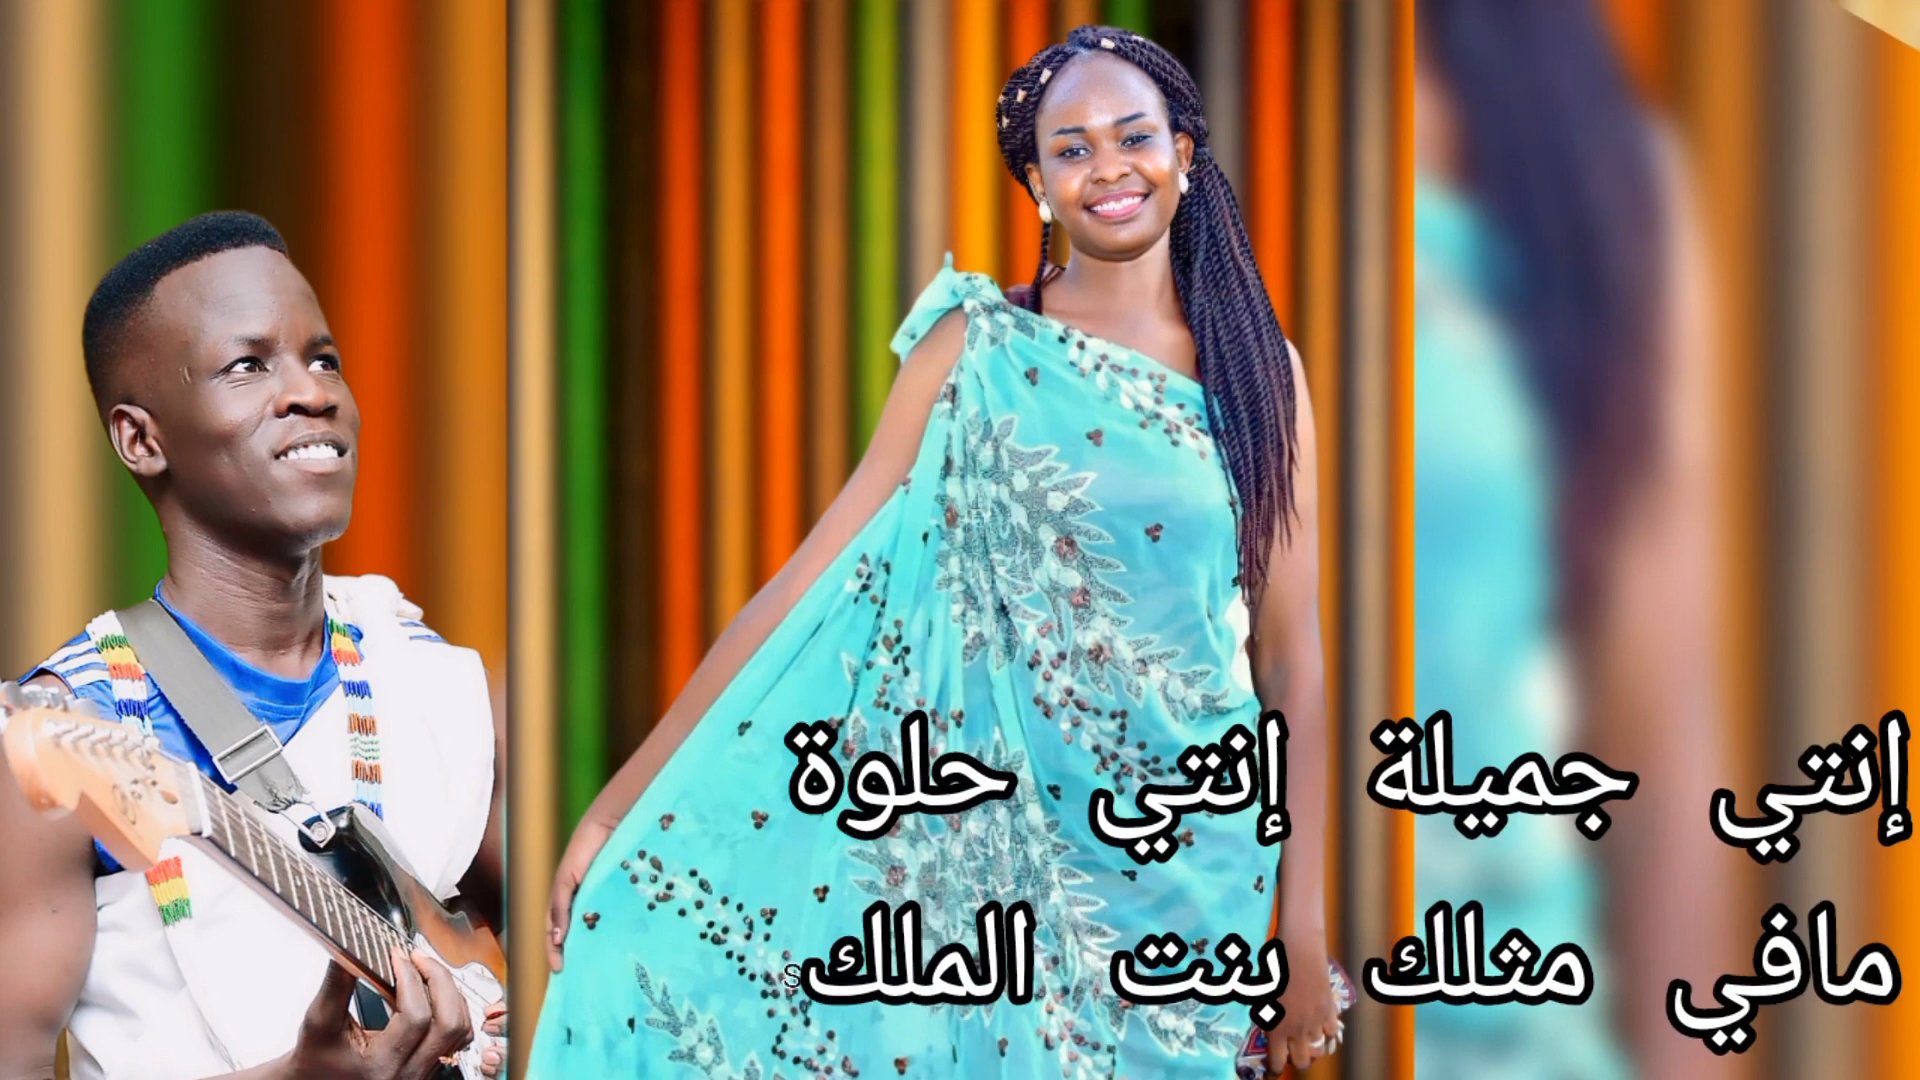 إنتي جميلة إنتي حلوة
مافي مثلك بنت الملك
s